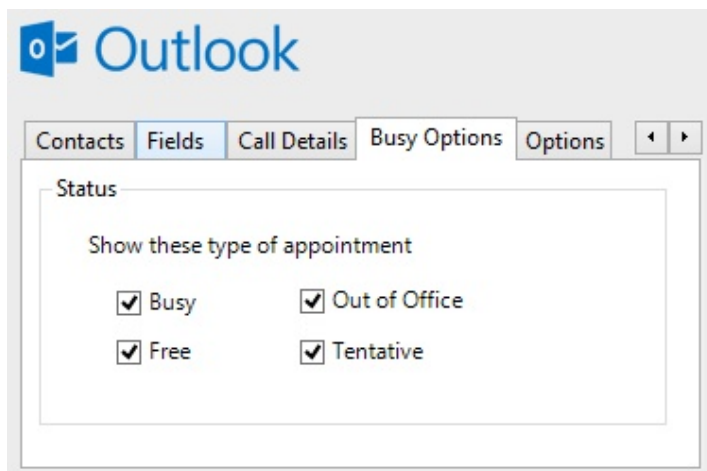 Outlook
Contacts Fields Call Details Busy Options Options
Status
Show these type of appointment
Busy Out of Office
Free Tentative